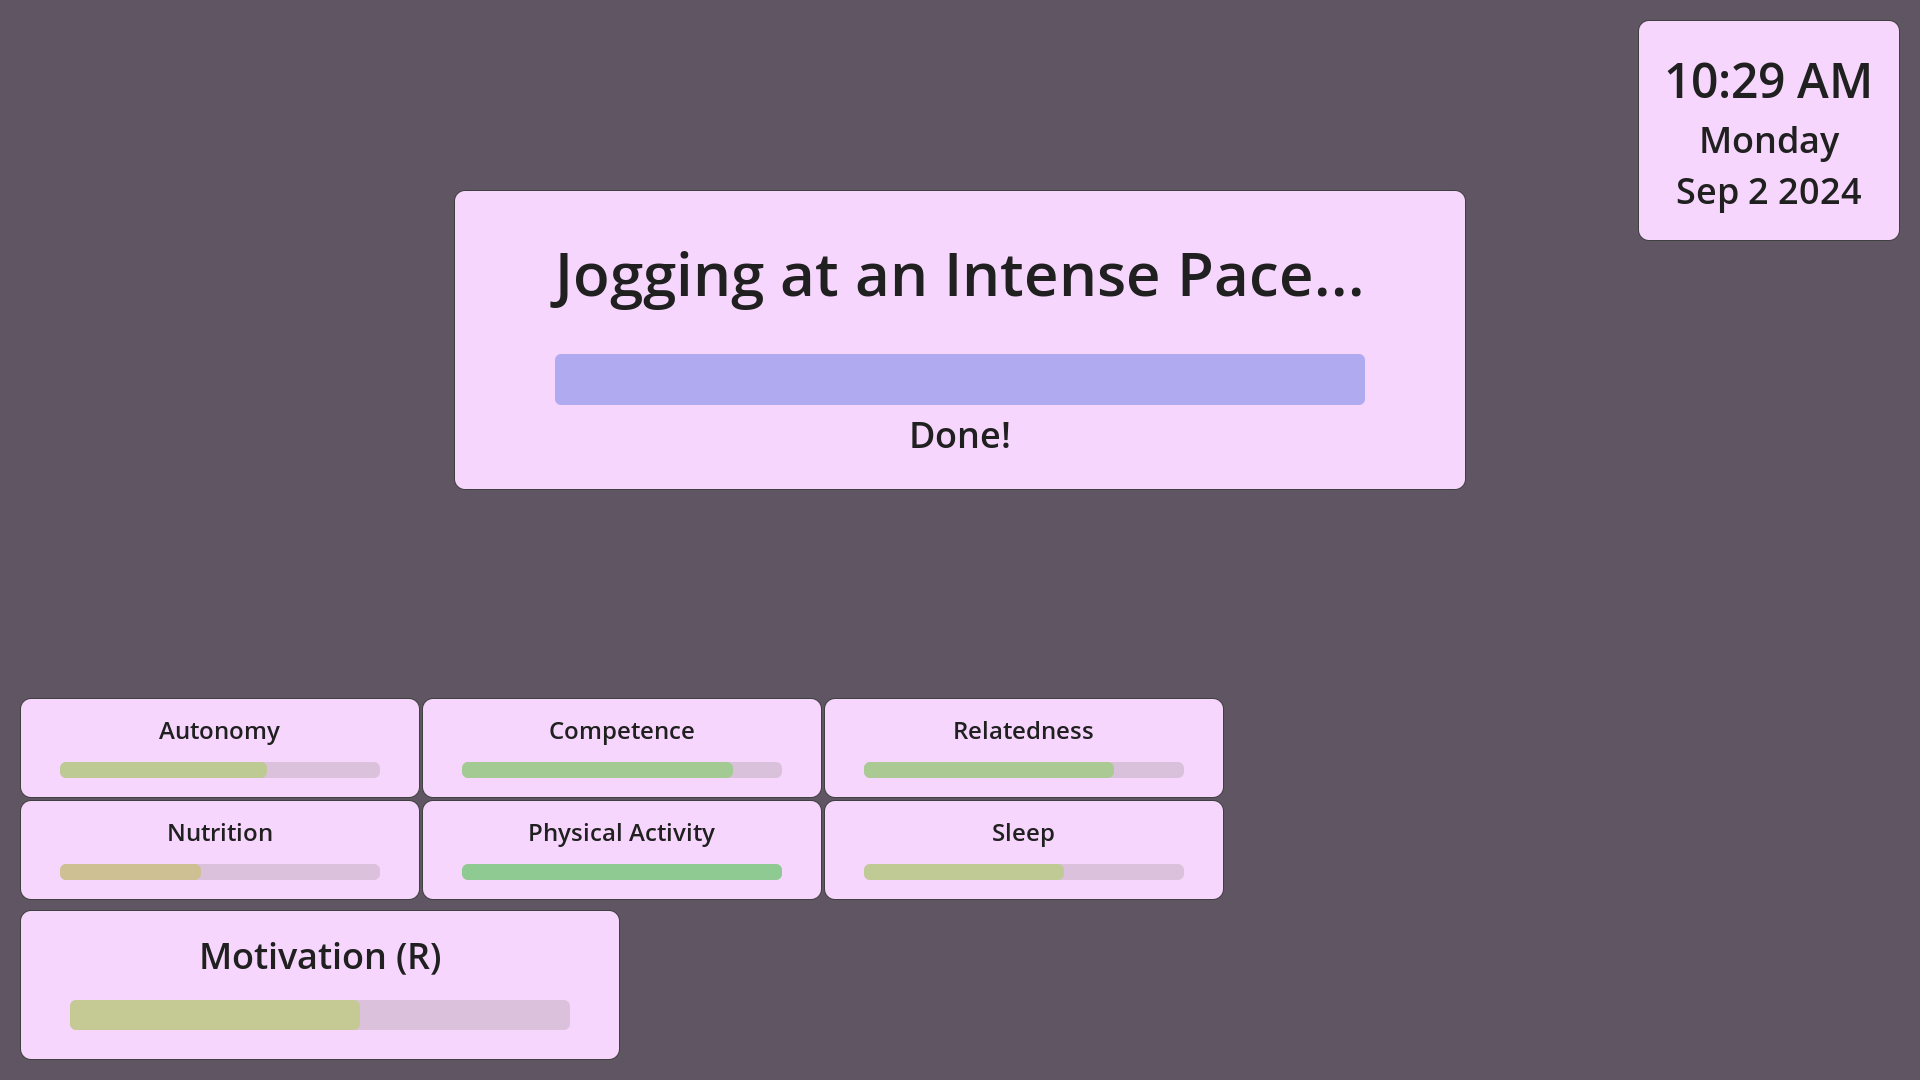 10:29 AM
Monday
Sep 2 2024
Jogging at an Intense Pace...
Done!
Autonomy
Competence
Relatedness
Nutrition
Physical Activity
Sleep
Motivation (R)